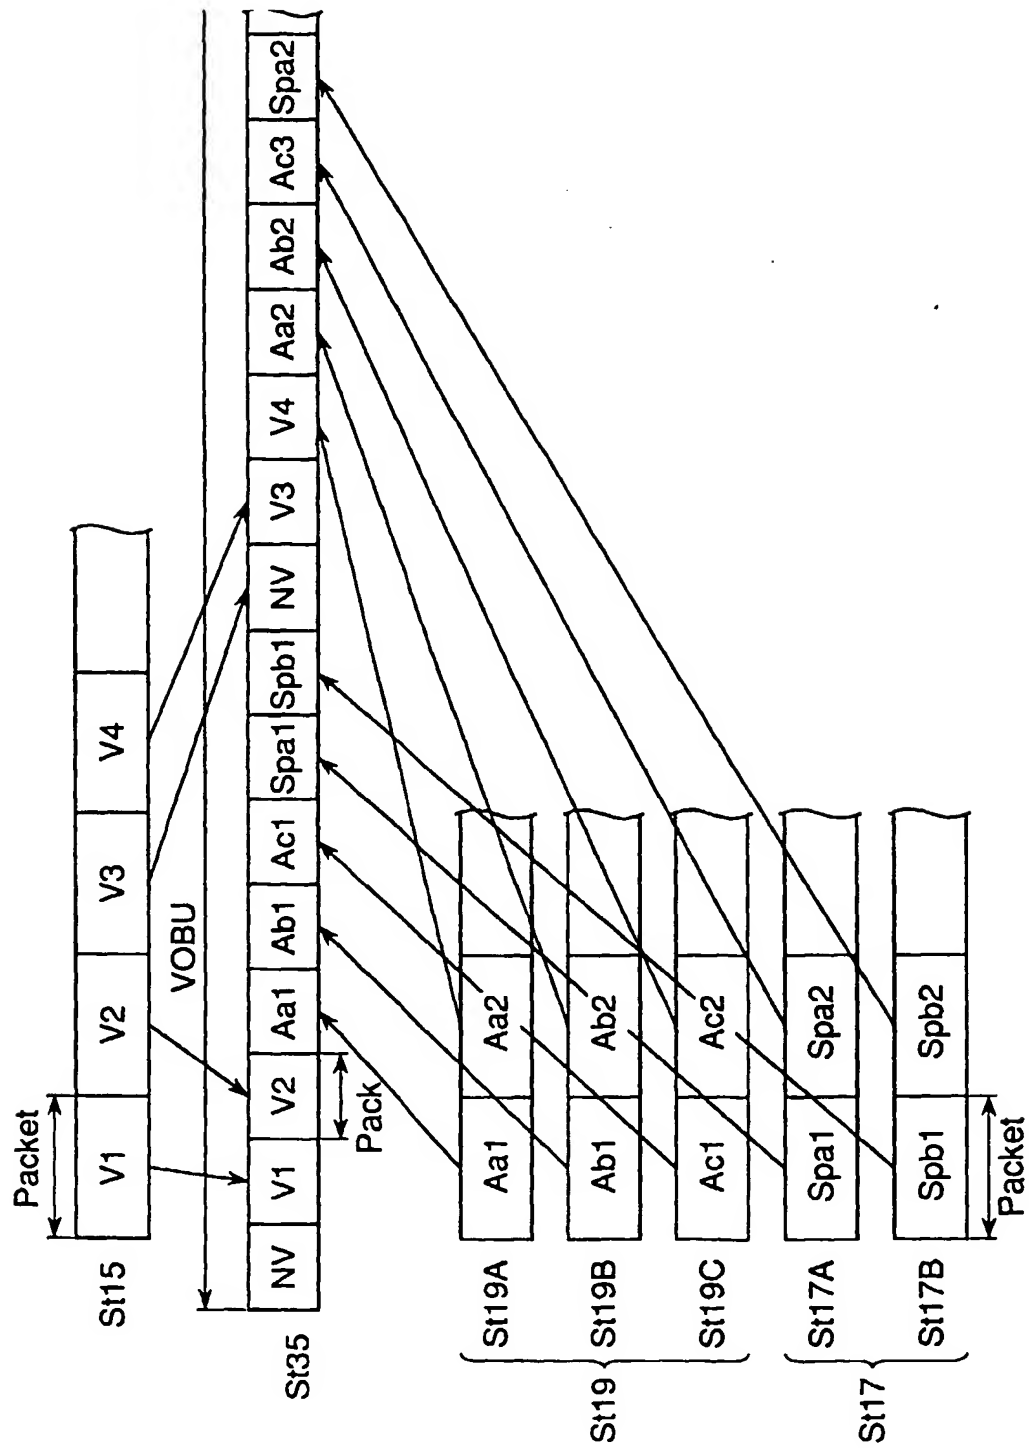 Packet
St15 V1 V2 V3 V4
VOBU
St35 NV V1 V2 Aa1 Ab1 Ac1 Spa1 Spb1 NV V3 V4 Aa2 Ab2 Ac3 Spa2
Pack
St19
St19A Aa1 Aa2
St19B Ab1 Ab2
St19C Ac1 Ac2
St17
St17A Spa1 Spa2
St17B Spb1 Spb2
Packet